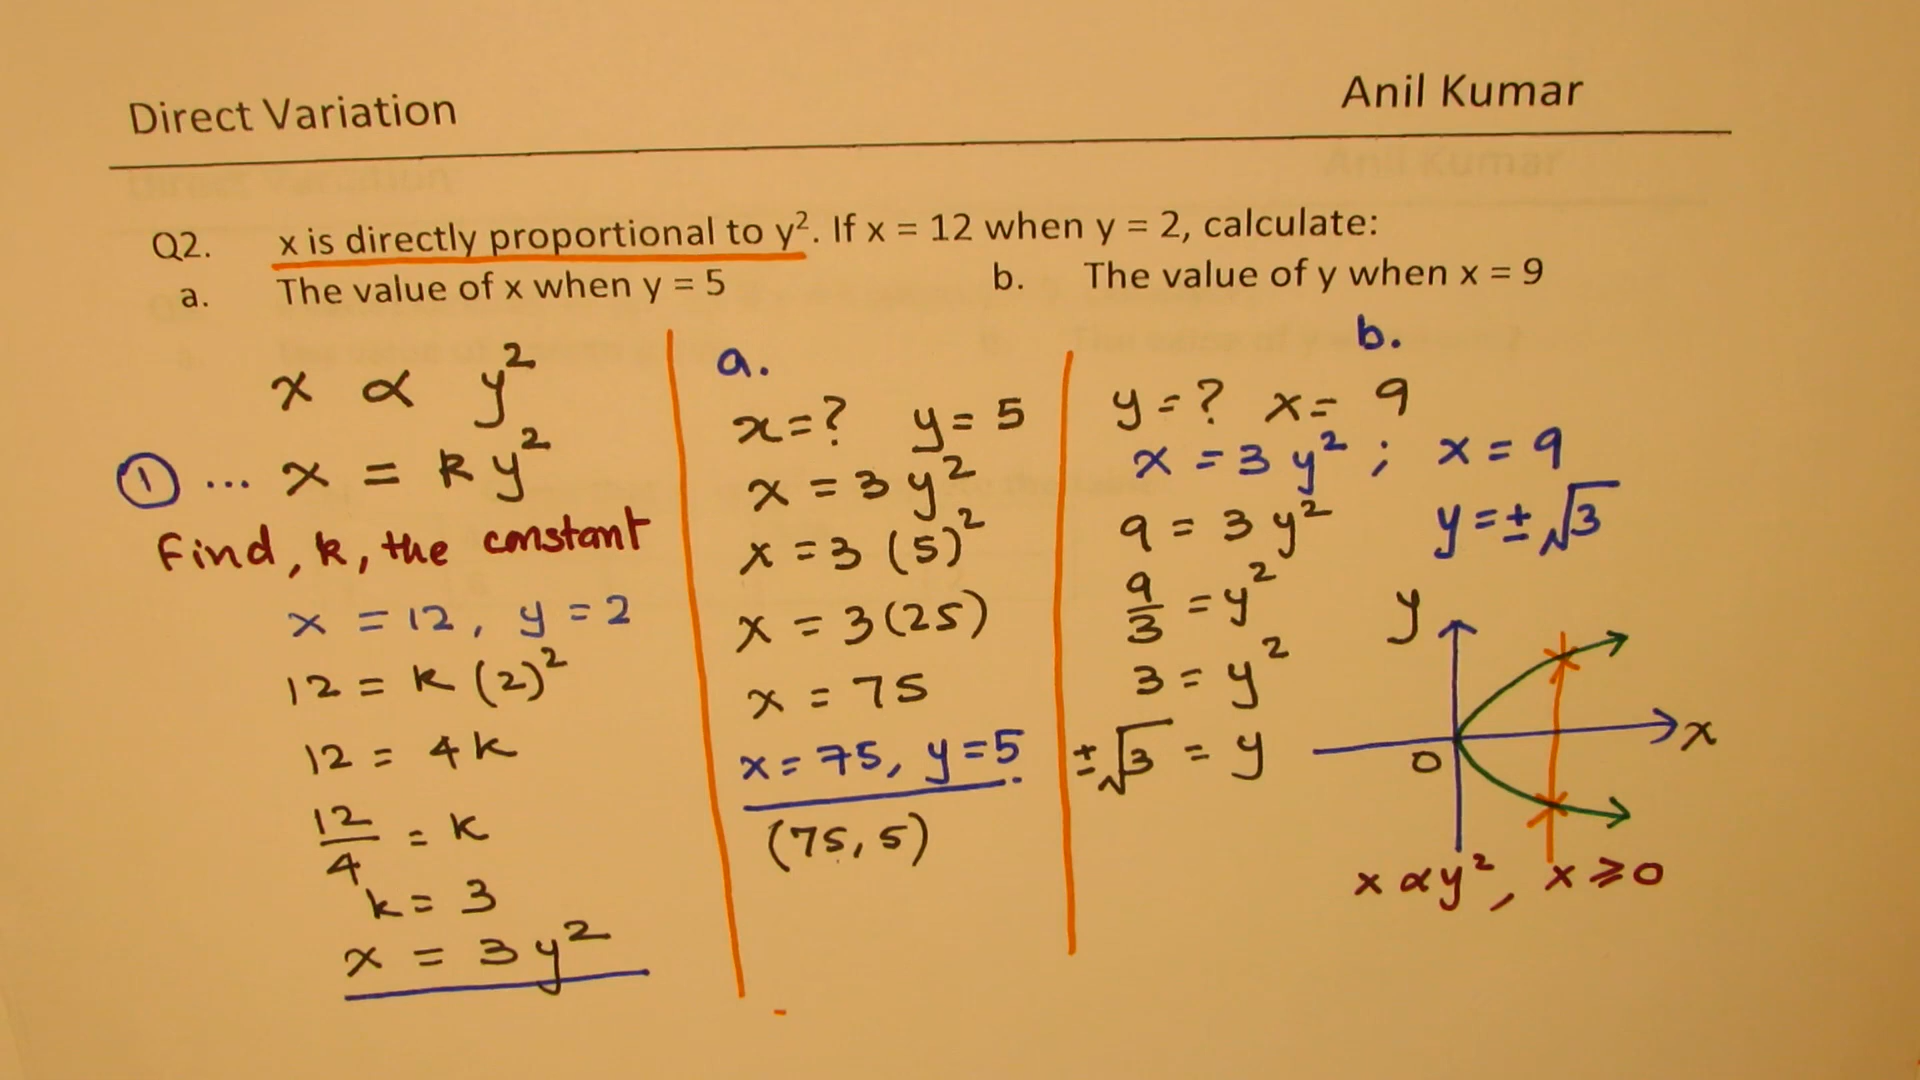 Direct Variation Anil Kumar
Q2. x is directly proportional to y². If x = 12 when y = 2, calculate:
a. The value of x when y = 5 b. The value of y when x = 9
x ∝ y²
① ... x = k y²
Find, k, the constant
x = 12, y = 2
12 = k (2)²
12 = 4k
12/4 = k
k = 3
x = 3y²
a.
x = ? y = 5
x = 3y²
x = 3 (5)²
x = 3(25)
x = 75
x = 75, y = 5.
(75, 5)
b.
y = ? x = 9
x = 3y² ; x = 9
9 = 3y² y = ±√3
9/3 = y²
3 = y²
±√3 = y
y
x
0
x ∝ y², x ⩾ 0